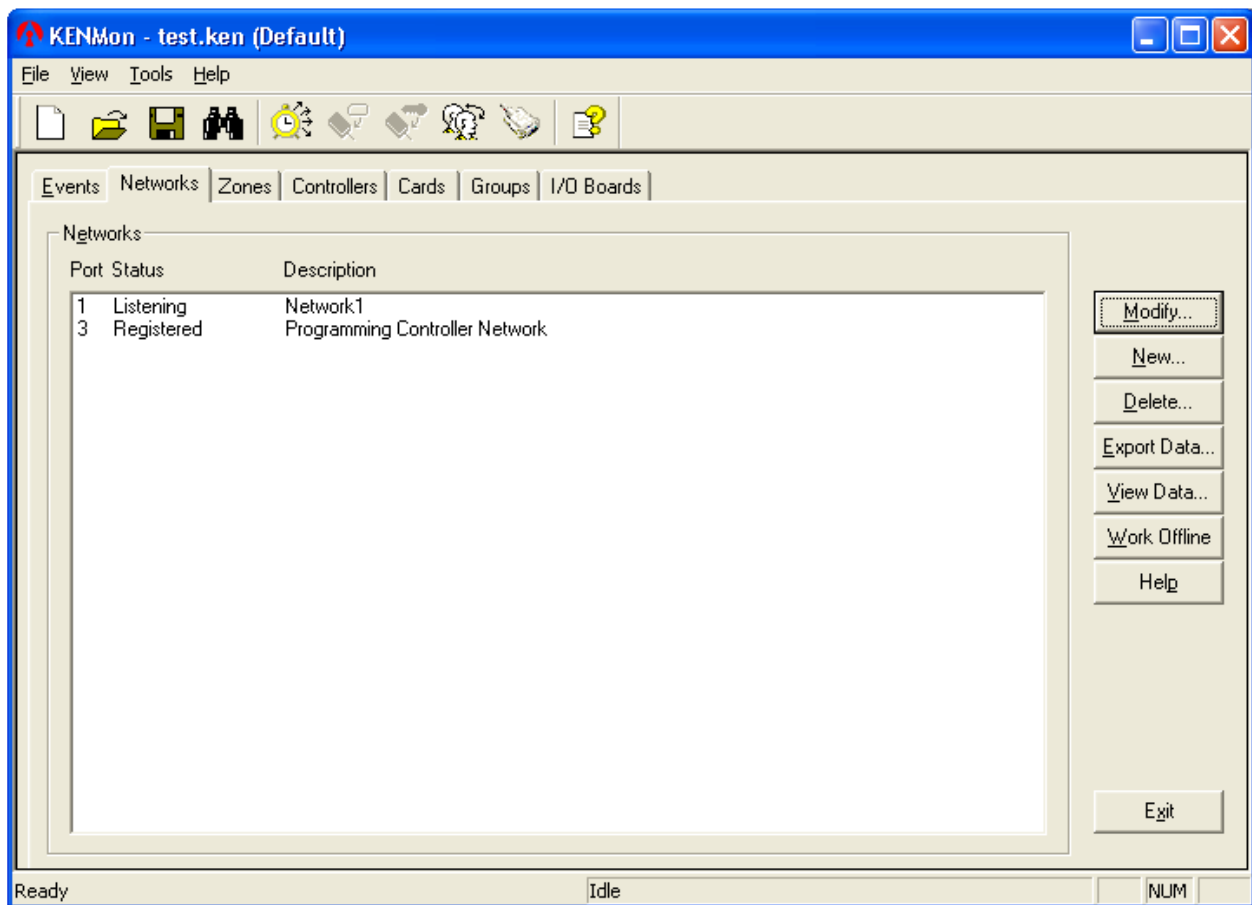 KENMon - test.ken (Default)
File View Tools Help
Events Networks Zones Controllers Cards Groups I/O Boards
Networks
Port Status Description
1 Listening Network1
3 Registered Programming Controller Network
Modify...
New...
Delete...
Export Data...
View Data...
Work Offline
Help
Exit
Ready Idle NUM